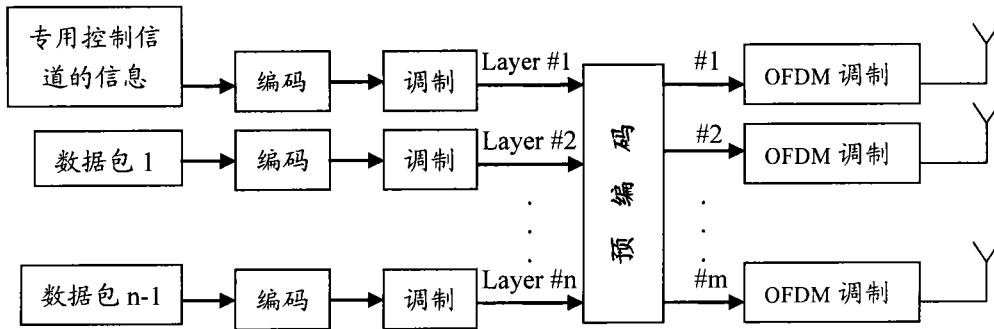 专用控制信
道的信息
编码
调制
Layer #1
#1
OFDM 调制
数据包 1
编码
调制
Layer #2
#2
OFDM 调制
预编码
数据包 n-1
编码
调制
Layer #n
#m
OFDM 调制